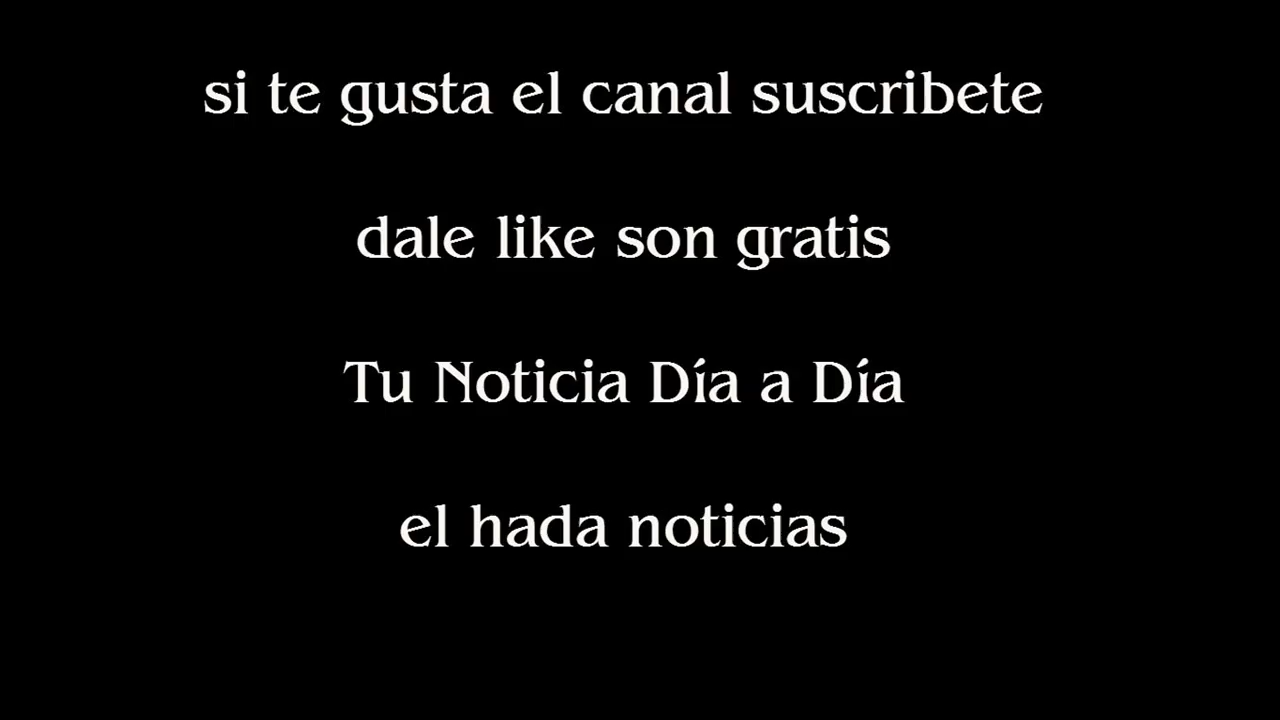 si te gusta el canal suscribete
dale like son gratis
Tu Noticia Día a Día
el hada noticias